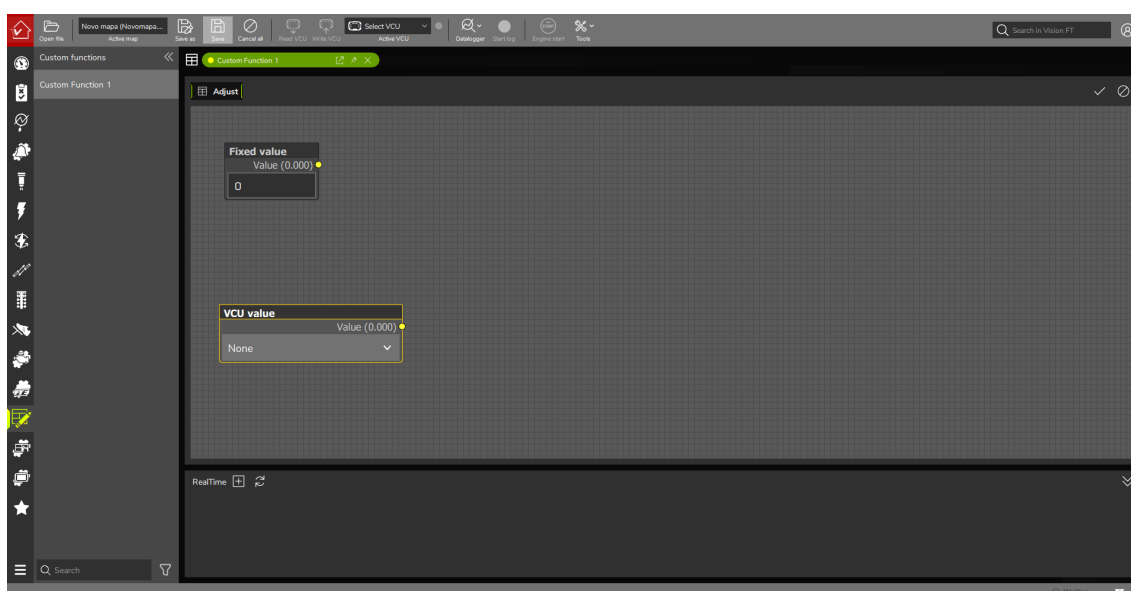 Novo mapa (Novomapa...
Select VCU
Open file
Active map
Save as
Save
Cancel all
Read VCU
Write VCU
Active VCU
Datalogger
Start log
START
Engine start
Tools
Search in Vision FT
Custom functions
Custom Function 1
Custom Function 1
Adjust
Fixed value
Value (0.000)
0
VCU value
Value (0.000)
None
RealTime
Search